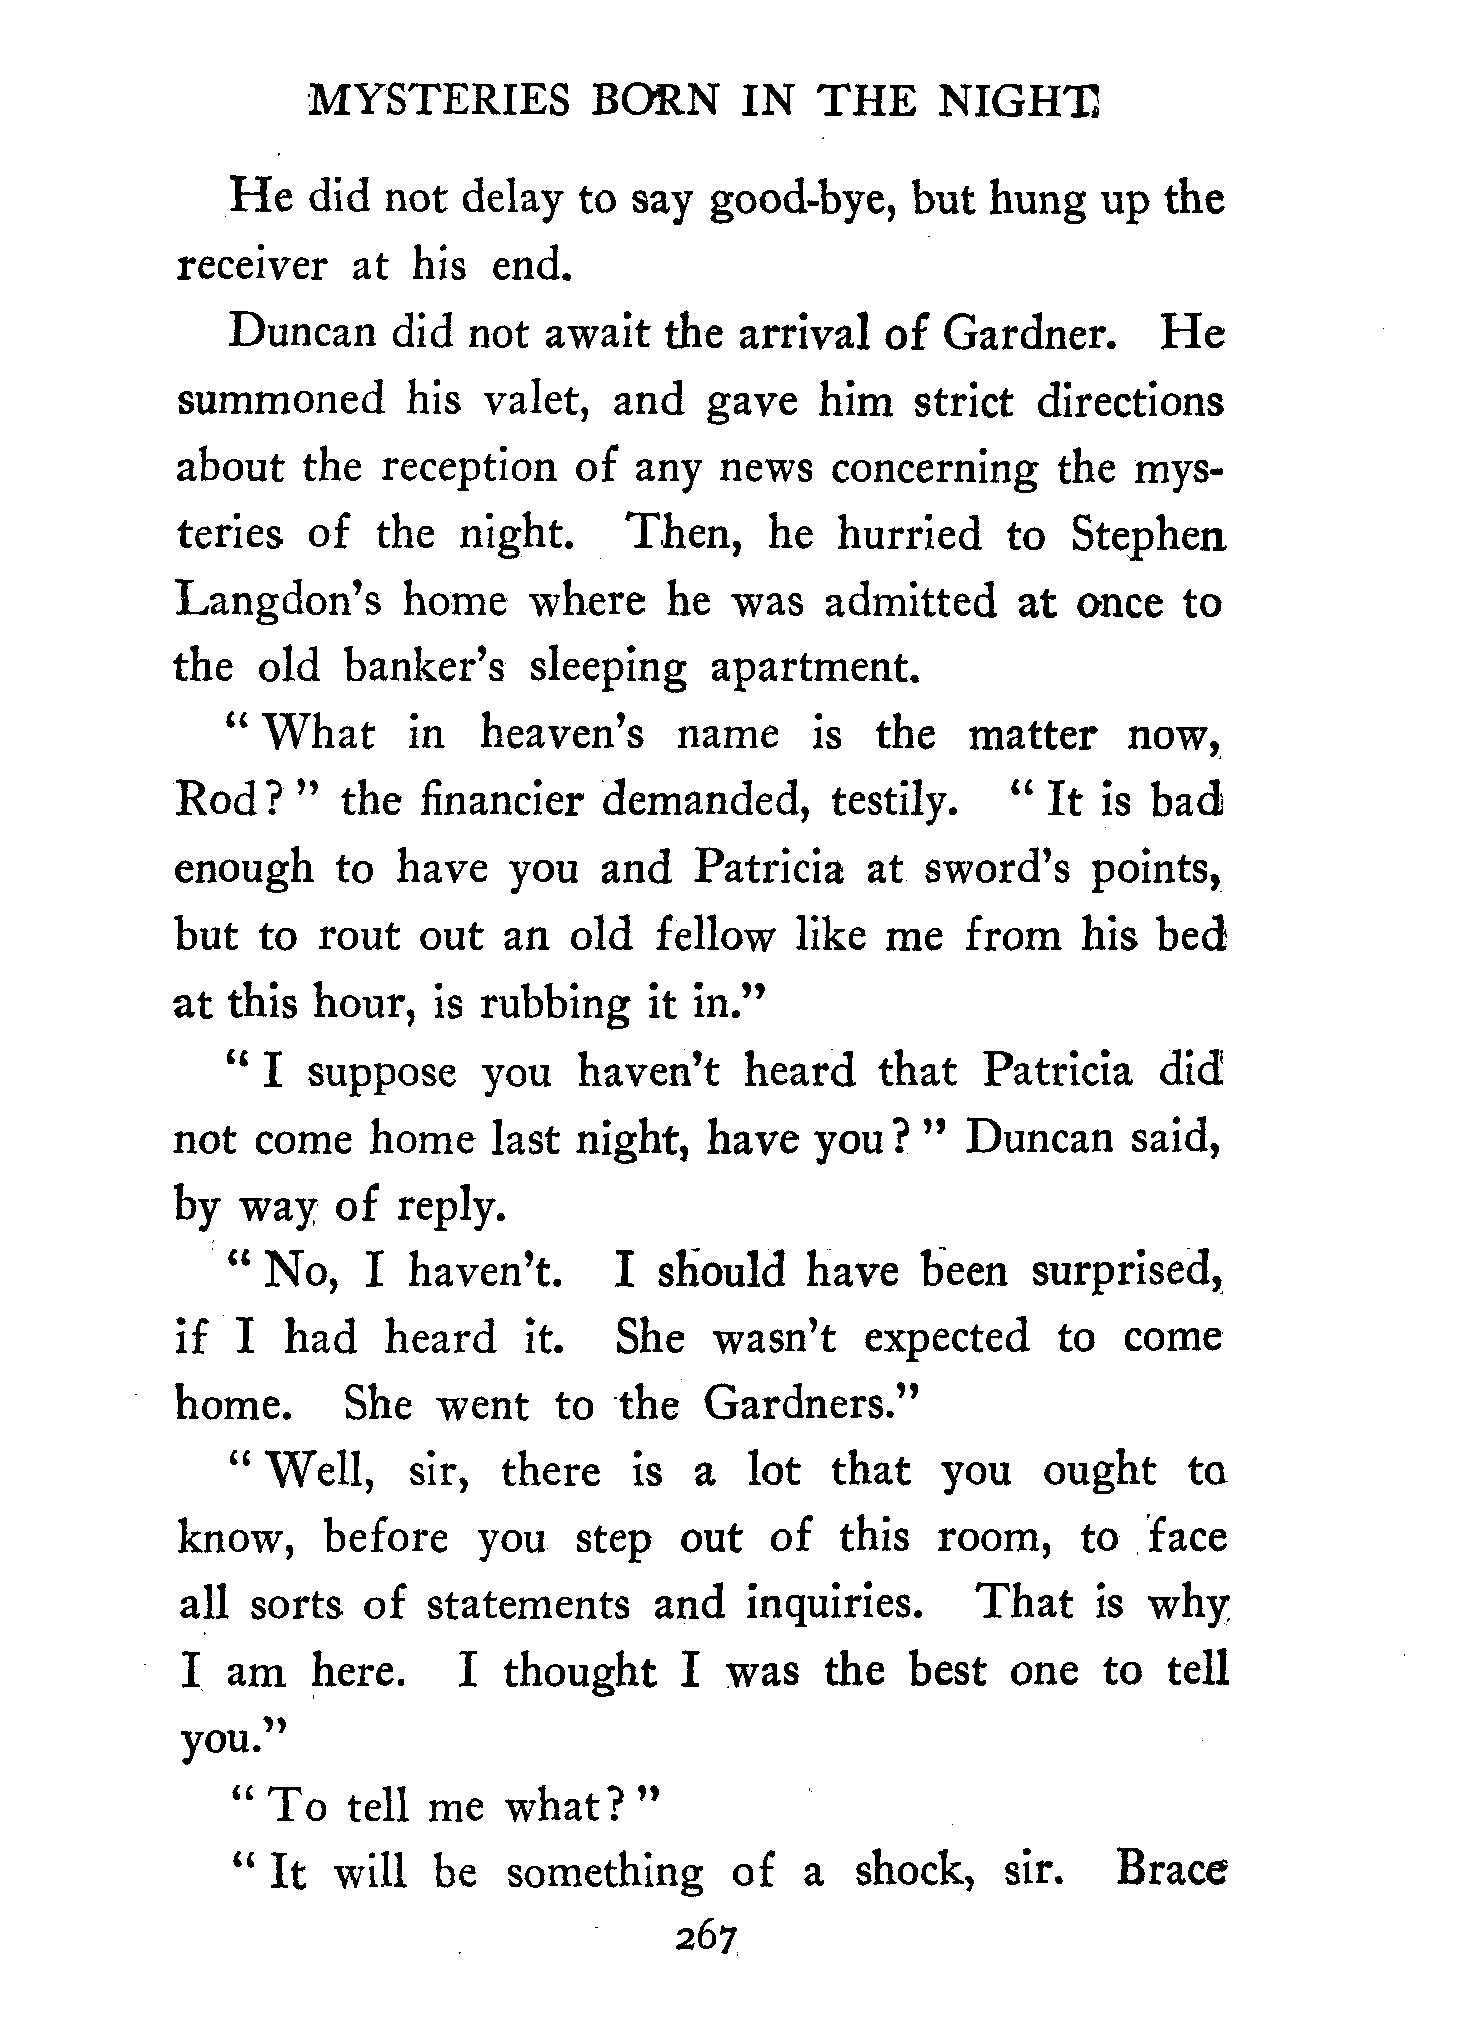 MYSTERIES BORN IN THE NIGHT
He did not delay to say good-bye, but hung up the
receiver at his end.
Duncan did not await the arrival of Gardner. He
summoned his valet, and gave him strict directions
about the reception of any news concerning the mys-
teries of the night. Then, he hurried to Stephen
Langdon's home where he was admitted at once to
the old banker's sleeping apartment.
" What in heaven's name is the matter now,
Rod? " the financier demanded, testily. " It is bad
enough to have you and Patricia at sword's points,
but to rout out an old fellow like me from his bed
at this hour, is rubbing it in."
" I suppose you haven't heard that Patricia did
not come home last night, have you? " Duncan said,
by way of reply.
" No, I haven't. I should have been surprised,
if I had heard it. She wasn't expected to come
home. She went to the Gardners."
" Well, sir, there is a lot that you ought to
know, before you step out of this room, to face
all sorts of statements and inquiries. That is why
I am here. I thought I was the best one to tell
you."
" To tell me what? "
" It will be something of a shock, sir. Brace
267